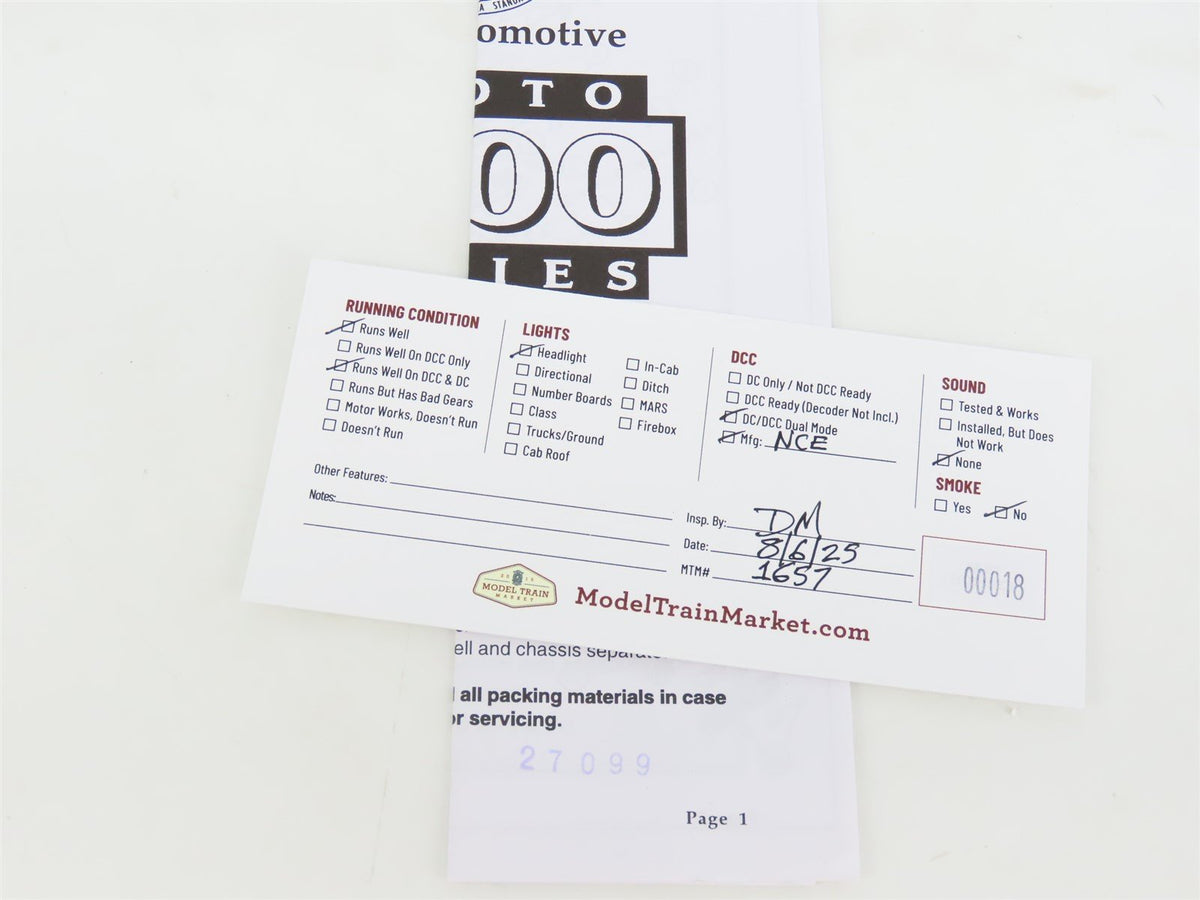 A STAND
omotive
OTO
00
IES
RUNNING CONDITION
Runs Well
Runs Well On DCC Only
Runs Well On DCC & DC
Runs But Has Bad Gears
Motor Works, Doesn't Run
Doesn't Run
LIGHTS
Headlight
Directional
Number Boards
Class
Trucks/Ground
Cab Roof
In-Cab
Ditch
MARS
Firebox
DCC
DC Only / Not DCC Ready
DCC Ready (Decoder Not Incl.)
DC/DCC Dual Mode
Mfg: NCE
SOUND
Tested & Works
Installed, But Does
Not Work
None
SMOKE
Yes No
Other Features:
Notes:
Insp. By: DM
Date: 8/6/25
MTM# 1657
00018
MODEL TRAIN
MARKET
ModelTrainMarket.com
ell and chassis separat
all packing materials in case
or servicing.
27099
Page 1